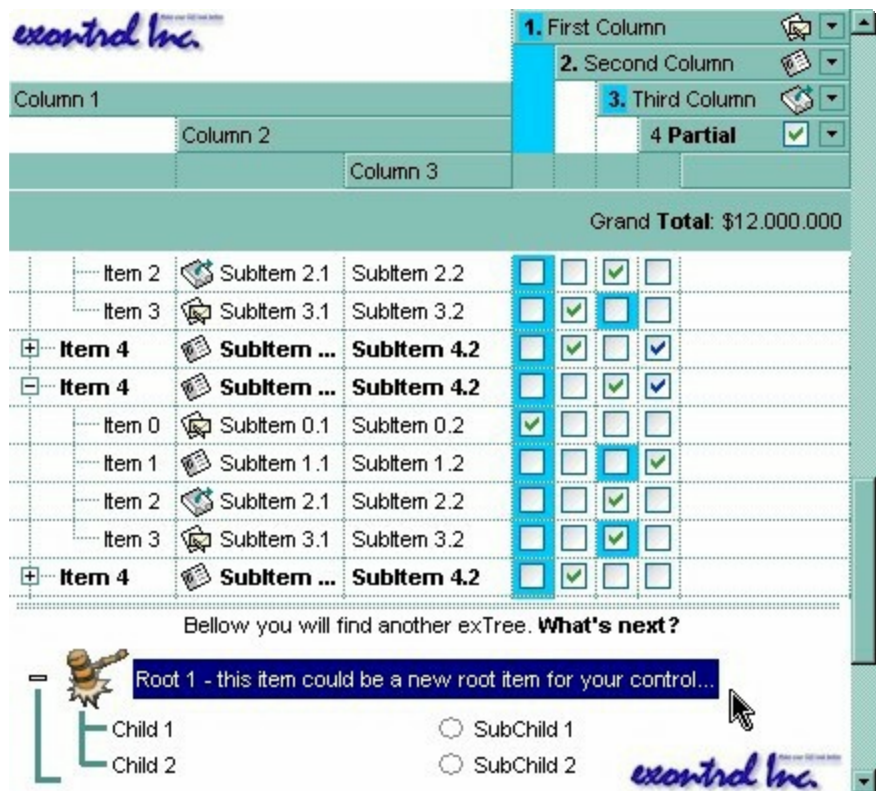 exontrol Inc.
1. First Column
2. Second Column
Column 1
3. Third Column
Column 2
4 Partial
Column 3
Grand Total: $12.000.000
Item 2 SubItem 2.1 SubItem 2.2
Item 3 SubItem 3.1 SubItem 3.2
Item 4 SubItem ... SubItem 4.2
Item 4 SubItem ... SubItem 4.2
Item 0 SubItem 0.1 SubItem 0.2
Item 1 SubItem 1.1 SubItem 1.2
Item 2 SubItem 2.1 SubItem 2.2
Item 3 SubItem 3.1 SubItem 3.2
Item 4 SubItem ... SubItem 4.2
Bellow you will find another exTree. What's next?
Root 1 - this item could be a new root item for your control...
Child 1 SubChild 1
Child 2 SubChild 2
exontrol Inc.